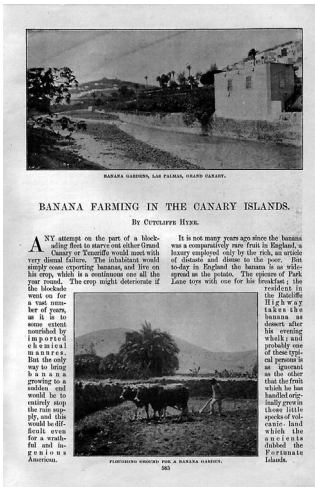 BANANA GARDENS, LAS PALMAS, GRAND CANARY.
BANANA FARMING IN THE CANARY ISLANDS.
BY CUTCLIFFE HYNE.
ANY attempt on the part of a block-
ading fleet to starve out either Grand
Canary or Teneriffe would meet with
very dismal failure. The inhabitant would
simply cease exporting bananas, and live on
his crop, which is a continuous one all the
year round. The crop might deteriorate if
the blockade
went on for
a vast num-
ber of years,
as it is to
some extent
nourished by
imported
chemical
manures.
But the only
way to bring
banana
growing to a
sudden end
would be to
entirely stop
the rain sup-
ply, and this
would be dif-
ficult even
for a wrath-
ful and in-
genious
American.
It is not many years ago since the banana
was a comparatively rare fruit in England, a
luxury employed only by the rich, an article
of distaste and disuse to the poor. But
to-day in England the banana is as wide-
spread as the potato. The epicure of Park
Lane toys with one for his breakfast; the
resident in
the Ratcliffe
Highway
takes the
banana as
dessert after
his evening
whelk; and
probably one
of these typi-
cal persons is
as ignorant
as the other
that the fruit
which he has
handled orig-
inally grew in
those little
specks of vol-
canic land
which the
ancients
dubbed the
Fortunate
Islands.
PLOUGHING GROUND FOR A BANANA GARDEN.
585